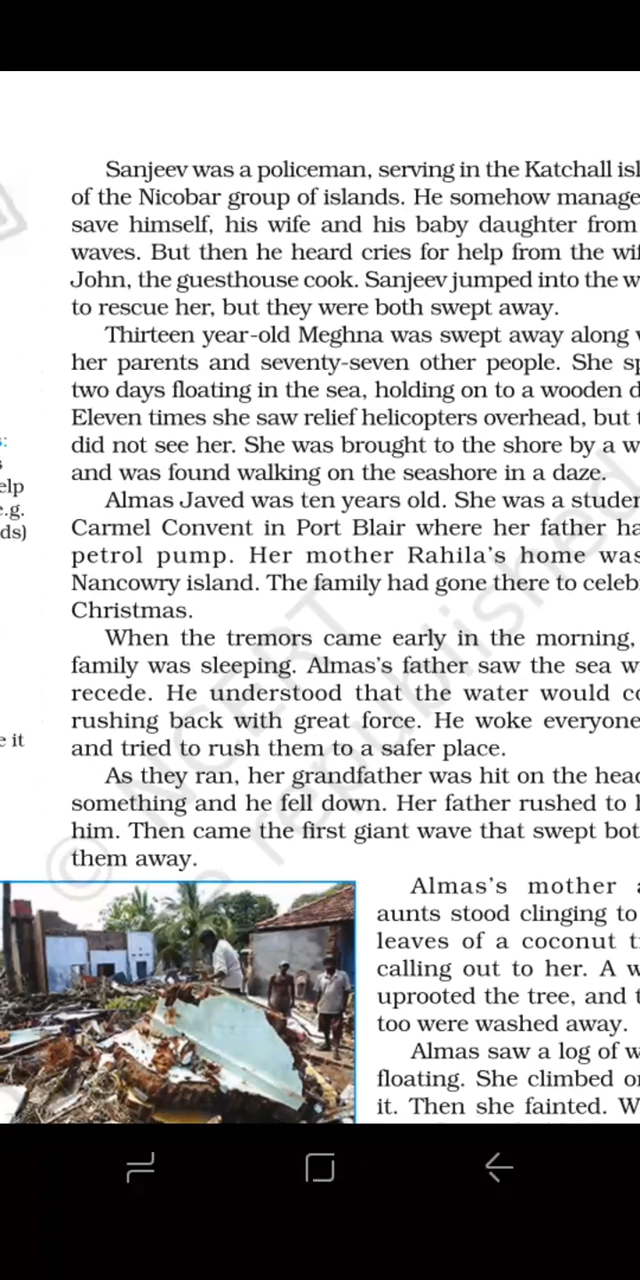 Sanjeev was a policeman, serving in the Katchall isl
of the Nicobar group of islands. He somehow manage
save himself, his wife and his baby daughter from
waves. But then he heard cries for help from the wif
John, the guesthouse cook. Sanjeev jumped into the w
to rescue her, but they were both swept away.
Thirteen year-old Meghna was swept away along w
her parents and seventy-seven other people. She sp
two days floating in the sea, holding on to a wooden d
Eleven times she saw relief helicopters overhead, but t
did not see her. She was brought to the shore by a w
and was found walking on the seashore in a daze.
s:
s
elp
e.g.
ds)
Almas Javed was ten years old. She was a studen
Carmel Convent in Port Blair where her father ha
petrol pump. Her mother Rahila's home was
Nancowry island. The family had gone there to celebr
Christmas.
When the tremors came early in the morning,
family was sleeping. Almas's father saw the sea w
recede. He understood that the water would co
rushing back with great force. He woke everyone
and tried to rush them to a safer place.
e it
As they ran, her grandfather was hit on the head
something and he fell down. Her father rushed to h
him. Then came the first giant wave that swept bot
them away.
Almas's mother a
aunts stood clinging to
leaves of a coconut tr
calling out to her. A w
uprooted the tree, and t
too were washed away.
Almas saw a log of w
floating. She climbed on
it. Then she fainted. W
© NCERT
be republished